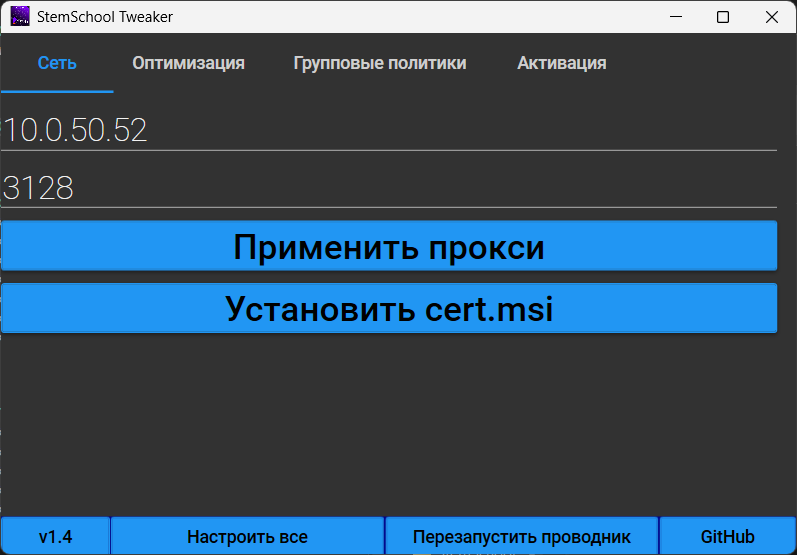 StemSchool Tweaker
Сеть Оптимизация Групповые политики Активация
10.0.50.52
3128
Применить прокси
Установить cert.msi
v1.4 Настроить все Перезапустить проводник GitHub